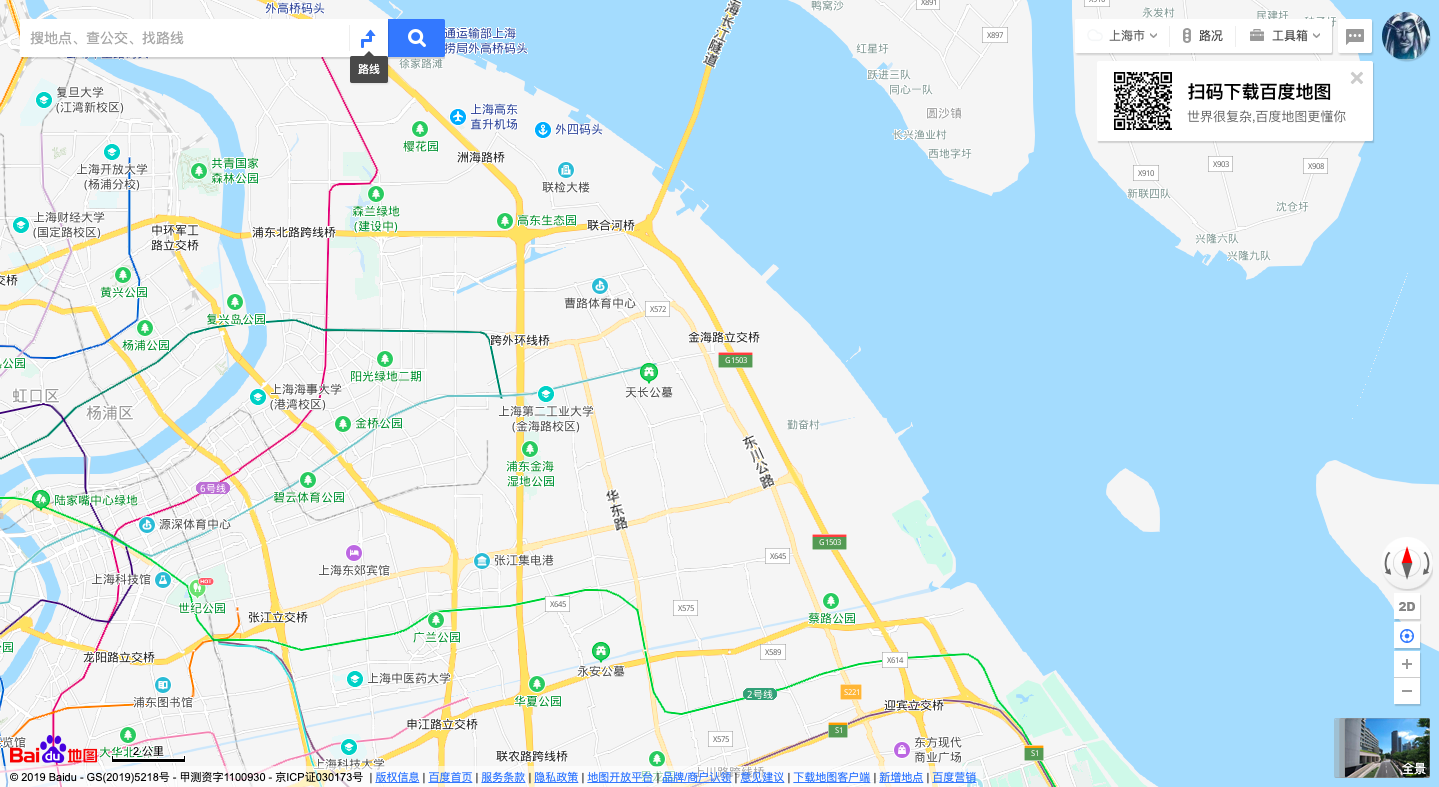 外高桥码头
鸭窝沙
X891
X910
永发村
民建圩
搜地点、查公交、找路线
路线
通运输部上海
捞局外高桥码头
徐家路滩
海长江隧道
红星圩
X897
上海市
路况
工具箱
扫码下载百度地图
世界很复杂,百度地图更懂你
跃进三队
同心一队
圆沙镇
长兴渔业村
西地字圩
X910
X903
X908
新联四队
沈仓圩
兴隆六队
兴隆九队
复旦大学
(江湾新校区)
上海高东
直升机场
外四码头
樱花园
上海开放大学
(杨浦分校)
共青国家
森林公园
洲海路桥
联检大楼
森兰绿地
(建设中)
高东生态园
联合河桥
上海财经大学
(国定路校区)
中环军工
路立交桥
浦东北路跨线桥
交桥
黄兴公园
复兴岛公园
杨浦公园
曹路体育中心
X572
跨外环线桥
金海路立交桥
G1503
阳光绿地二期
天长公墓
虹口区
杨浦区
上海海事大学
(港湾校区)
金桥公园
上海第二工业大学
(金海路校区)
勤奋村
东川公路
浦东金海
湿地公园
6号线
碧云体育公园
华东路
陆家嘴中心绿地
源深体育中心
G1503
X645
上海东郊宾馆
张江集电港
上海科技馆
HOT
世纪公园
张江立交桥
X645
X575
X575
蔡路公园
广兰公园
龙阳路立交桥
永安公墓
X589
X614
上海中医药大学
华夏公园
浦东图书馆
2号线
S221
迎宾立交桥
申江路立交桥
S1
X575
联农路跨线桥
东方现代
商业广场
S1
上海科技大学
览馆
大华北
2D
全景
Bai du 地图
2 公里
© 2019 Baidu - GS(2019)5218号 - 甲测资字1100930 - 京ICP证030173号 | 版权信息 | 百度首页 | 服务条款 | 隐私政策 | 地图开放平台 | 品牌/商户认领 | 意见建议 | 下载地图客户端 | 新增地点 | 百度营销